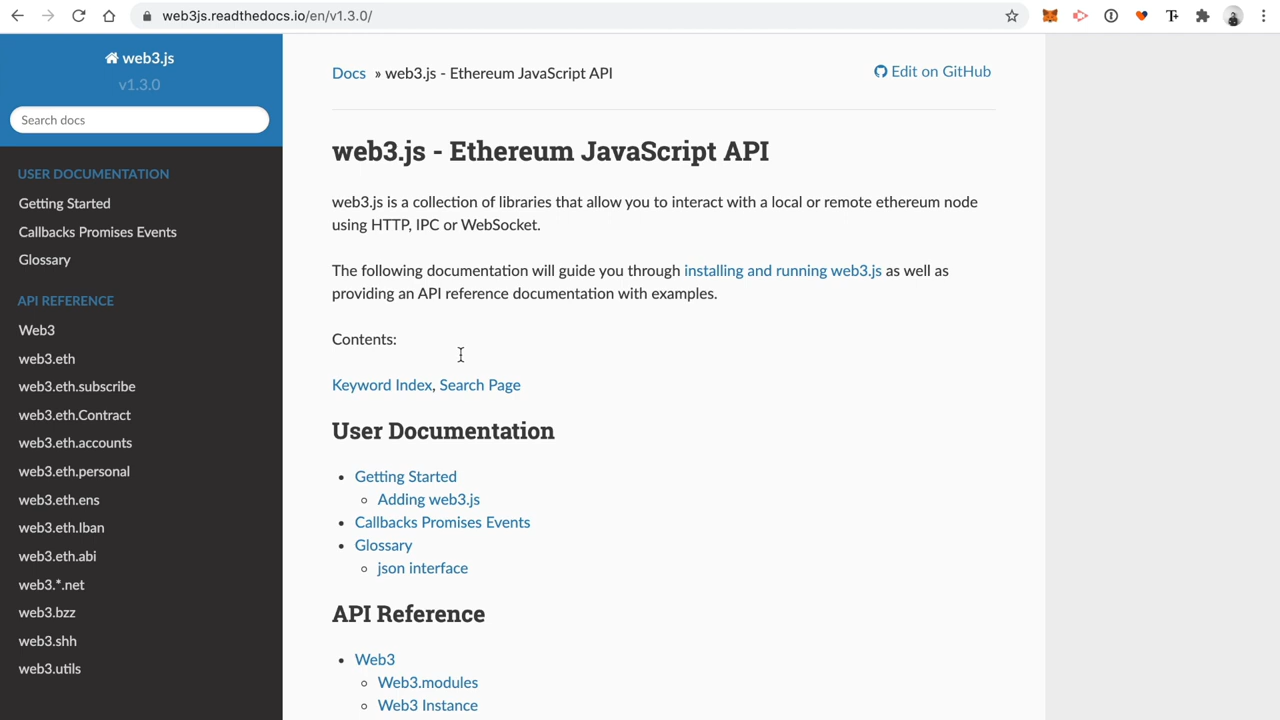 web3js.readthedocs.io/en/v1.3.0/
web3.js
v1.3.0
Search docs
USER DOCUMENTATION
Getting Started
Callbacks Promises Events
Glossary
API REFERENCE
Web3
web3.eth
web3.eth.subscribe
web3.eth.Contract
web3.eth.accounts
web3.eth.personal
web3.eth.ens
web3.eth.Iban
web3.eth.abi
web3.*.net
web3.bzz
web3.shh
web3.utils
Docs » web3.js - Ethereum JavaScript API
Edit on GitHub
web3.js - Ethereum JavaScript API
web3.js is a collection of libraries that allow you to interact with a local or remote ethereum node
using HTTP, IPC or WebSocket.
The following documentation will guide you through installing and running web3.js as well as
providing an API reference documentation with examples.
Contents:
Keyword Index, Search Page
User Documentation
• Getting Started
◦ Adding web3.js
• Callbacks Promises Events
• Glossary
◦ json interface
API Reference
• Web3
◦ Web3.modules
◦ Web3 Instance